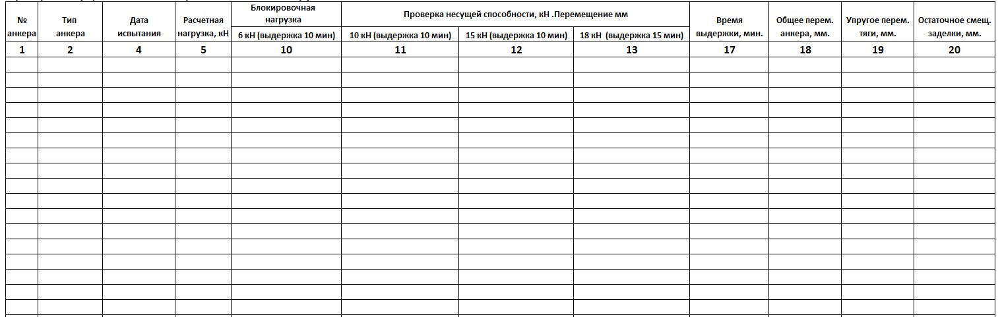 № анкера
Тип анкера
Дата испытания
Расчетная нагрузка, кН
Блокировочная нагрузка
Проверка несущей способности, кН .Перемещение мм
Время выдержки, мин.
Общее перем. анкера, мм.
Упругое перем. тяги, мм.
Остаточное смещ. заделки, мм.
6 кН (выдержка 10 мин)
10 кН (выдержка 10 мин)
15 кН (выдержка 10 мин)
18 кН (выдержка 15 мин)
1 2 4 5 10 11 12 13 17 18 19 20